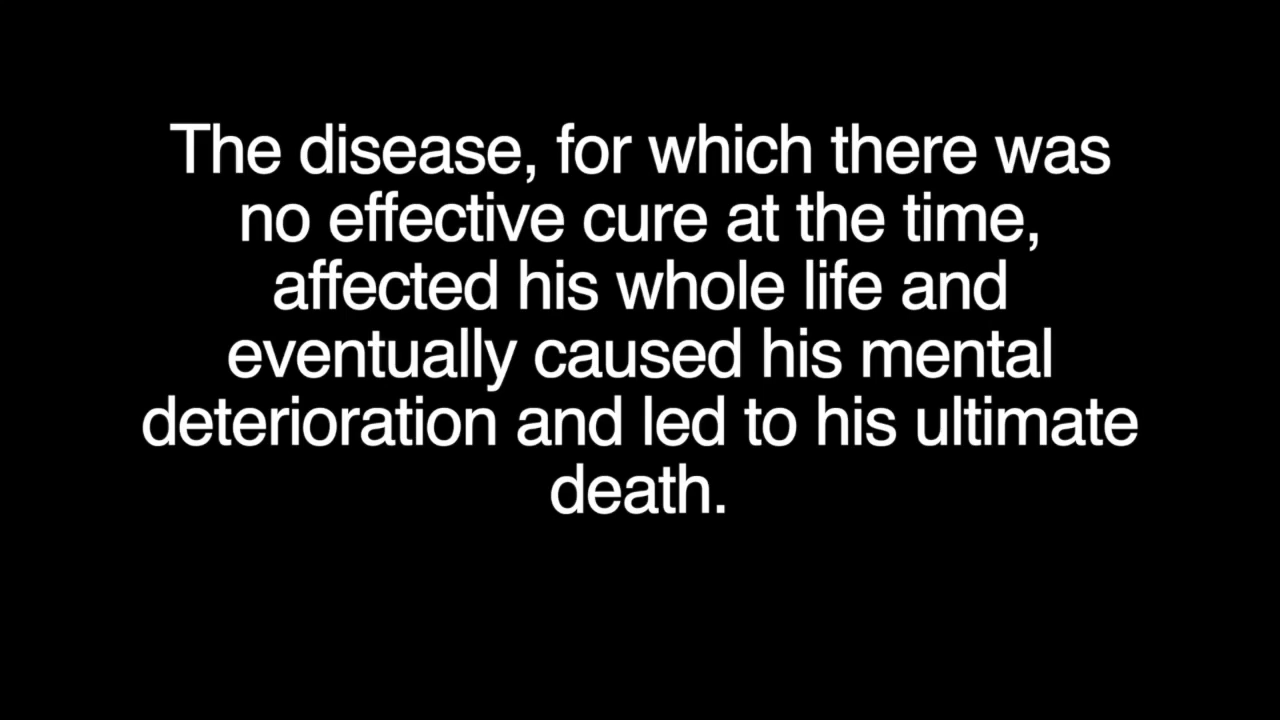 The disease, for which there was
no effective cure at the time,
affected his whole life and
eventually caused his mental
deterioration and led to his ultimate
death.